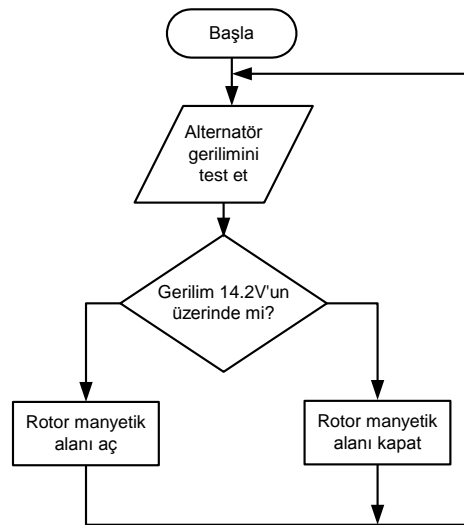 Başla
Alternatör
gerilimini
test et
Gerilim 14.2V'un
üzerinde mi?
Rotor manyetik
alanı aç
Rotor manyetik
alanı kapat